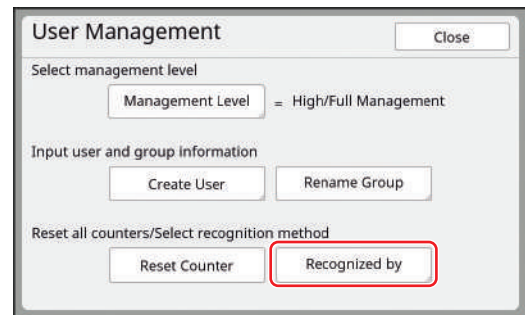 User Management Close
Select management level
Management Level = High/Full Management
Input user and group information
Create User Rename Group
Reset all counters/Select recognition method
Reset Counter Recognized by